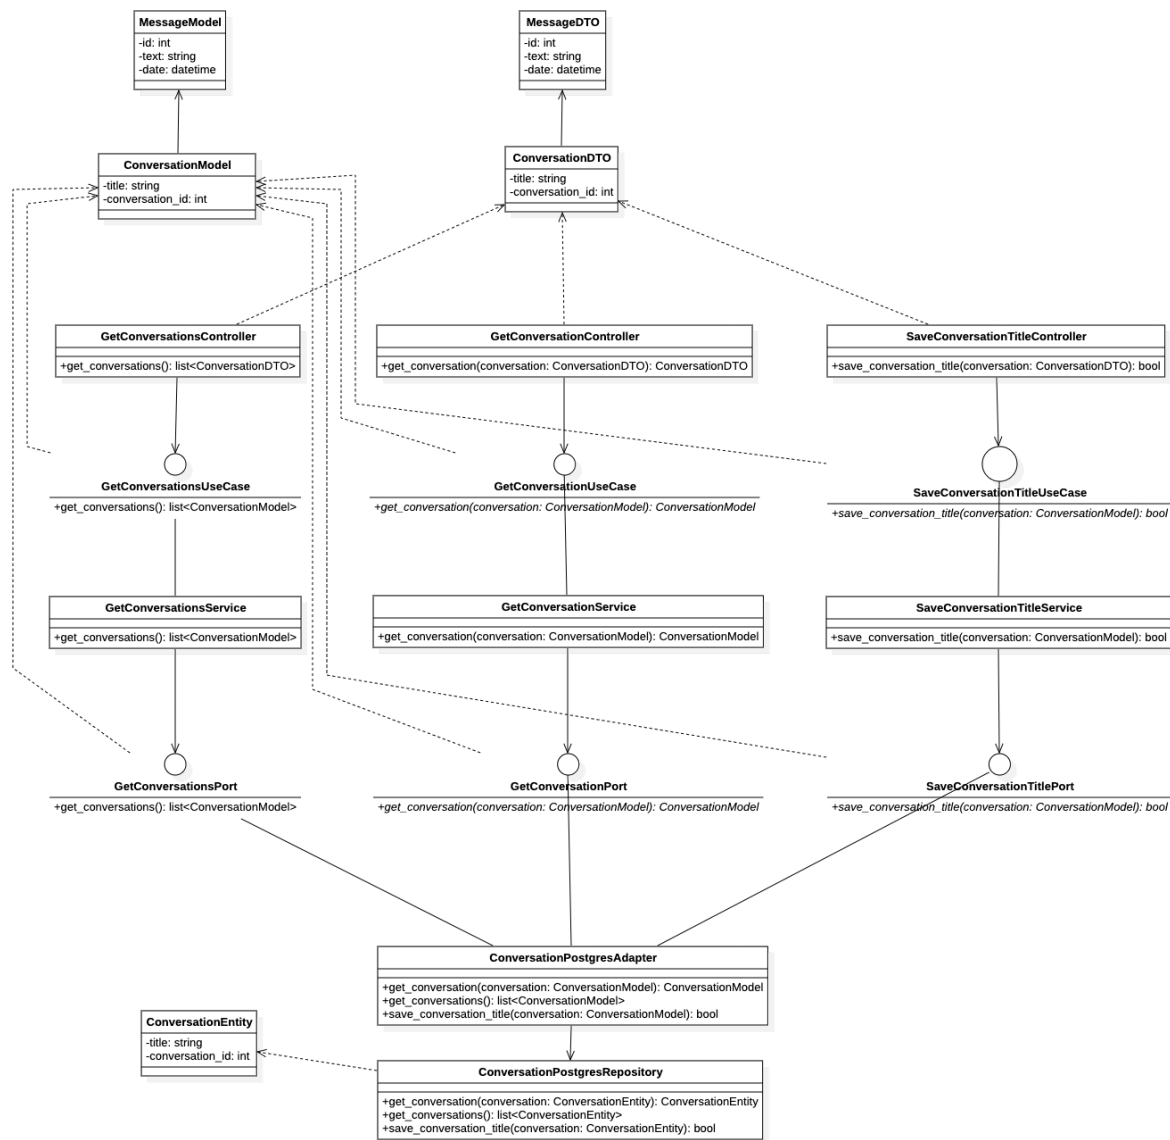 MessageModel
-id: int
-text: string
-date: datetime
MessageDTO
-id: int
-text: string
-date: datetime
ConversationModel
-title: string
-conversation_id: int
ConversationDTO
-title: string
-conversation_id: int
GetConversationsController
+get_conversations(): list<ConversationDTO>
GetConversationController
+get_conversation(conversation: ConversationDTO): ConversationDTO
SaveConversationTitleController
+save_conversation_title(conversation: ConversationDTO): bool
GetConversationsUseCase
+get_conversations(): list<ConversationModel>
GetConversationUseCase
+get_conversation(conversation: ConversationModel): ConversationModel
SaveConversationTitleUseCase
+save_conversation_title(conversation: ConversationModel): bool
GetConversationsService
+get_conversations(): list<ConversationModel>
GetConversationService
+get_conversation(conversation: ConversationModel): ConversationModel
SaveConversationTitleService
+save_conversation_title(conversation: ConversationModel): bool
GetConversationsPort
+get_conversations(): list<ConversationModel>
GetConversationPort
+get_conversation(conversation: ConversationModel): ConversationModel
SaveConversationTitlePort
+save_conversation_title(conversation: ConversationModel): bool
ConversationPostgresAdapter
+get_conversation(conversation: ConversationModel): ConversationModel
+get_conversations(): list<ConversationModel>
+save_conversation_title(conversation: ConversationModel): bool
ConversationEntity
-title: string
-conversation_id: int
ConversationPostgresRepository
+get_conversation(conversation: ConversationEntity): ConversationEntity
+get_conversations(): list<ConversationEntity>
+save_conversation_title(conversation: ConversationEntity): bool